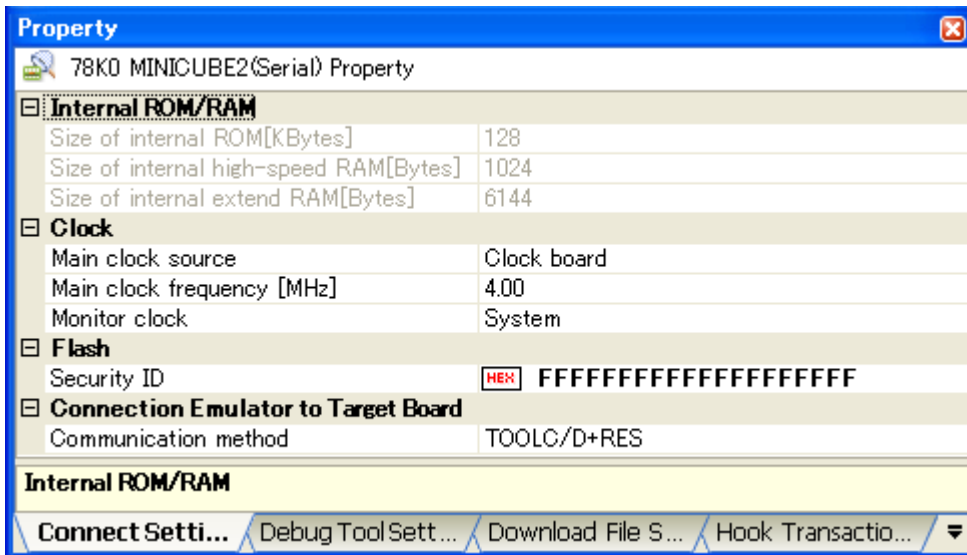 Property
78K0 MINICUBE2(Serial) Property
Internal ROM/RAM
Size of internal ROM[KBytes] 128
Size of internal high-speed RAM[Bytes] 1024
Size of internal extend RAM[Bytes] 6144
Clock
Main clock source Clock board
Main clock frequency [MHz] 4.00
Monitor clock System
Flash
Security ID HEX FFFFFFFFFFFFFFFFFFFF
Connection Emulator to Target Board
Communication method TOOLC/D+RES
Internal ROM/RAM
Connect Setti... Debug Tool Sett... Download File S... Hook Transactio...